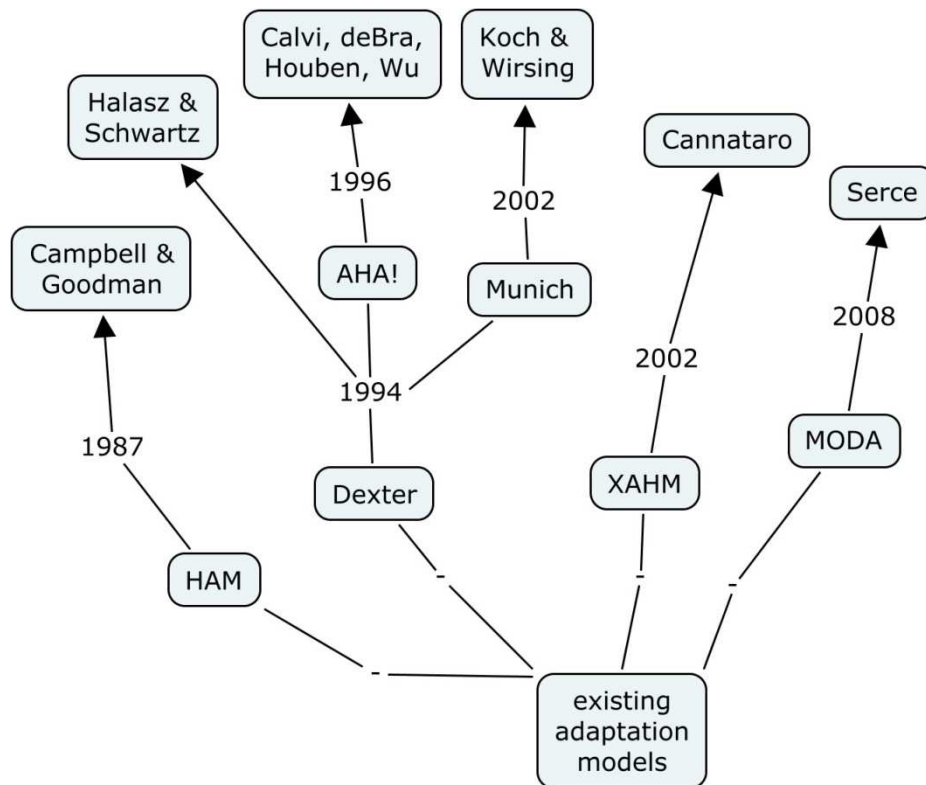 Calvi, deBra,
Houben, Wu
Koch &
Wirsing
Halasz &
Schwartz
Cannataro
1996
Serce
2002
Campbell &
Goodman
AHA!
Munich
2008
2002
1994
MODA
1987
Dexter
XAHM
HAM
-
-
-
-
existing
adaptation
models